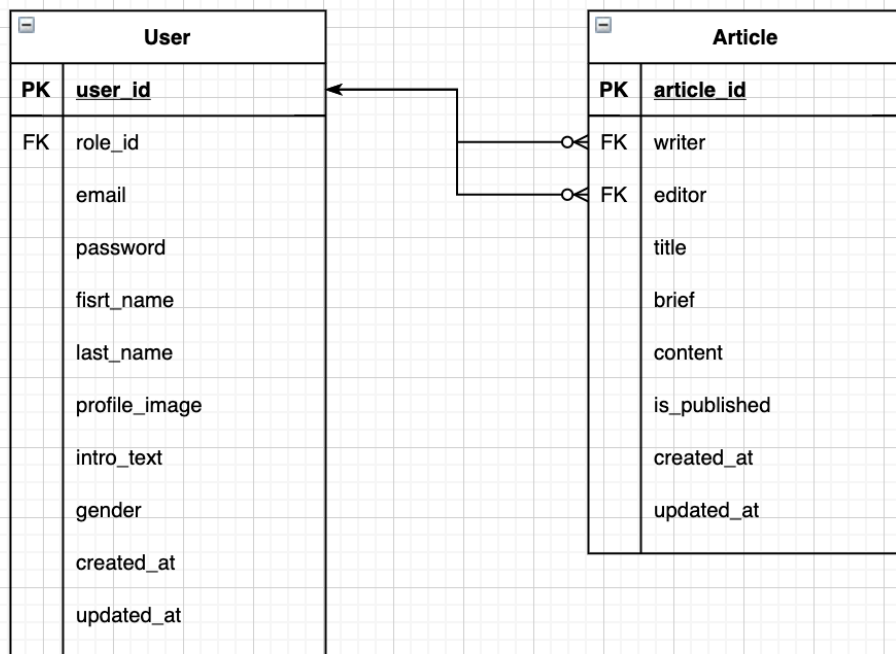 User
PK user_id
FK role_id
email
password
fisrt_name
last_name
profile_image
intro_text
gender
created_at
updated_at
Article
PK article_id
FK writer
FK editor
title
brief
content
is_published
created_at
updated_at